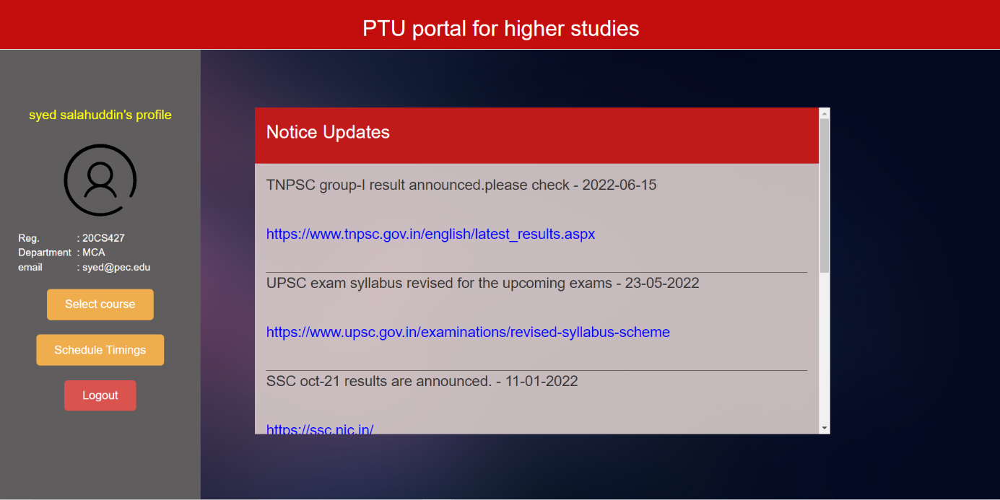 PTU portal for higher studies
syed salahuddin's profile
Reg. : 20CS427
Department : MCA
email : syed@pec.edu
Select course
Schedule Timings
Logout
Notice Updates
TNPSC group-I result announced.please check - 2022-06-15
https://www.tnpsc.gov.in/english/latest_results.aspx
UPSC exam syllabus revised for the upcoming exams - 23-05-2022
https://www.upsc.gov.in/examinations/revised-syllabus-scheme
SSC oct-21 results are announced. - 11-01-2022
https://ssc.nic.in/